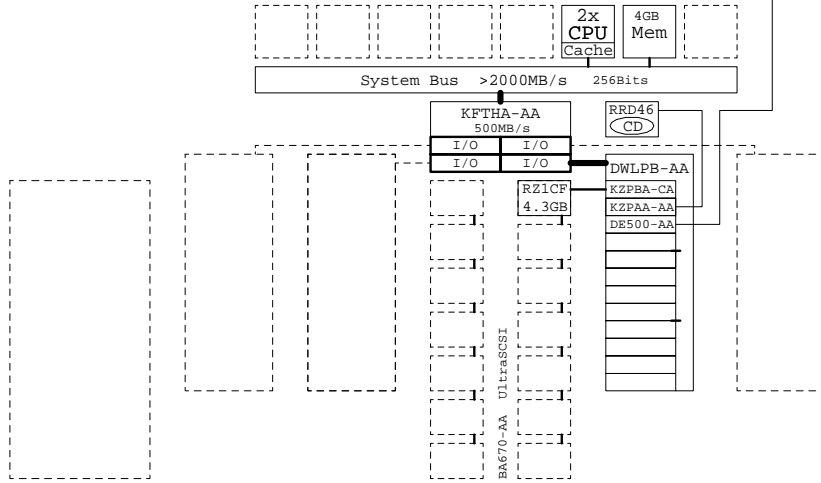 2x
CPU
Cache
4GB
Mem
System Bus >2000MB/s 256Bits
KFTHA-AA
500MB/s
I/O I/O
I/O I/O
RRD46
CD
DWLPB-AA
RZ1CF
4.3GB
KZPBA-CA
KZPAA-AA
DE500-AA
BA670-AA UltraSCSI